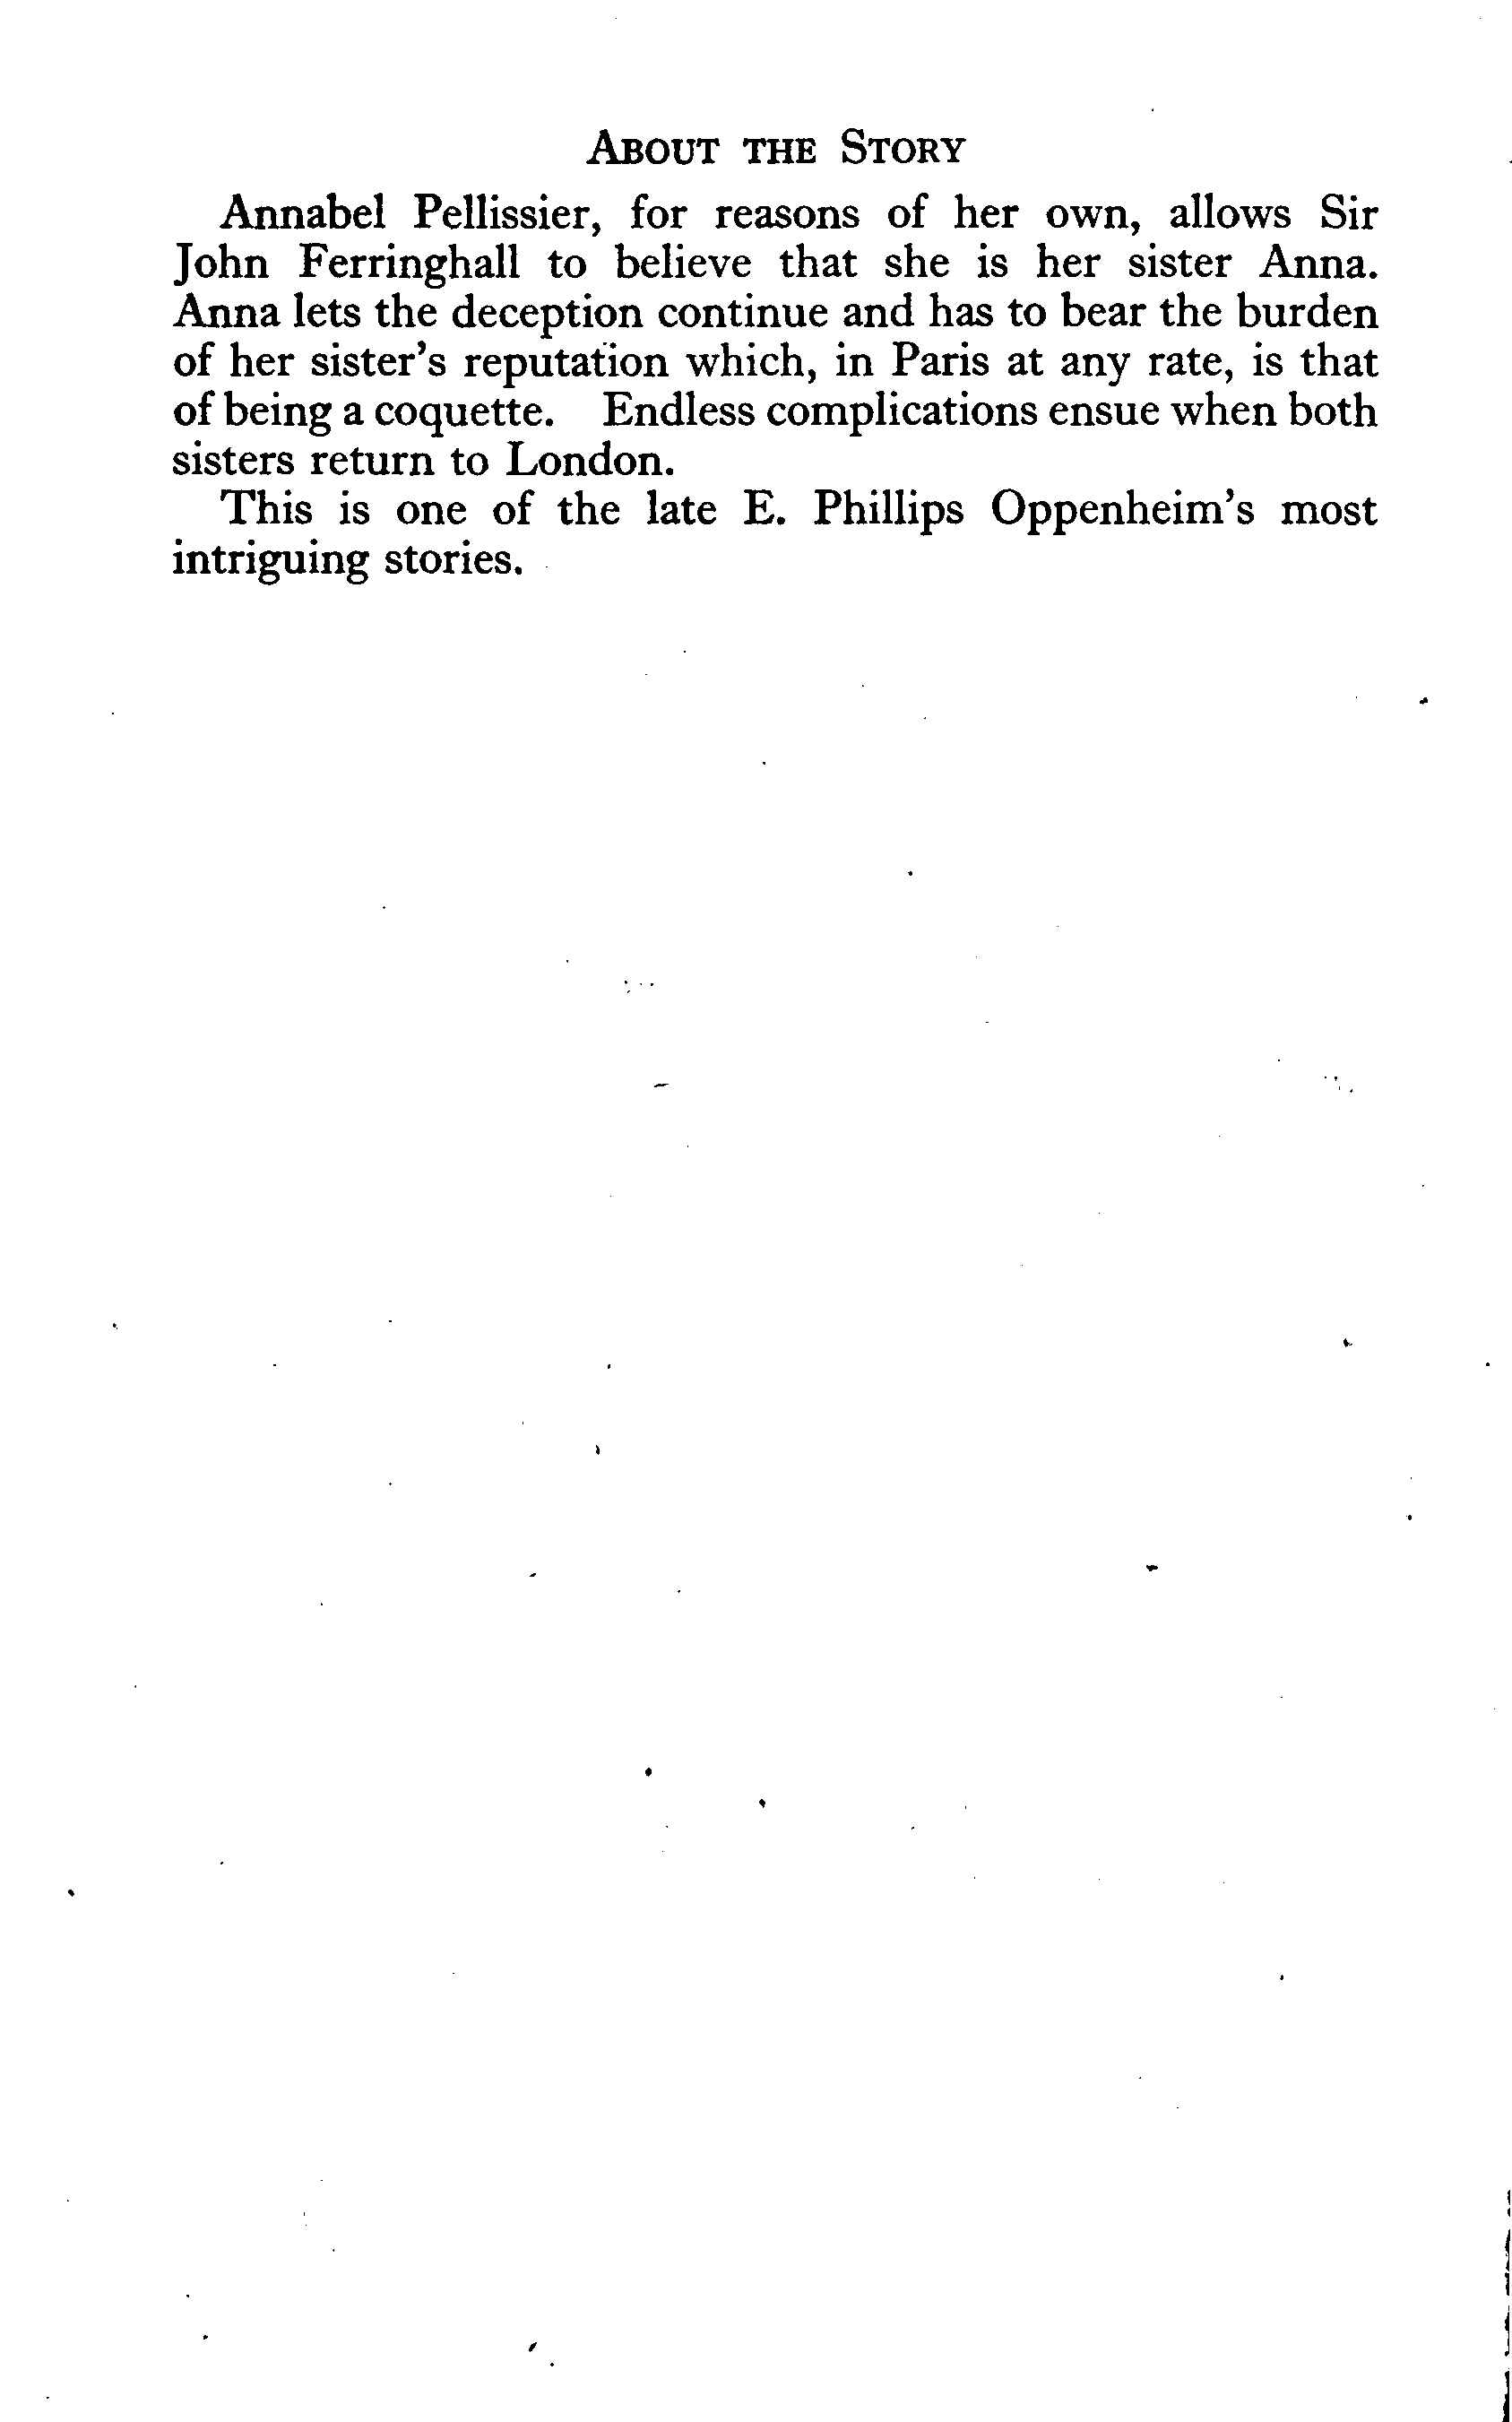 ABOUT THE STORY
Annabel Pellissier, for reasons of her own, allows Sir
John Ferringhall to believe that she is her sister Anna.
Anna lets the deception continue and has to bear the burden
of her sister's reputation which, in Paris at any rate, is that
of being a coquette. Endless complications ensue when both
sisters return to London.
This is one of the late E. Phillips Oppenheim's most
intriguing stories.